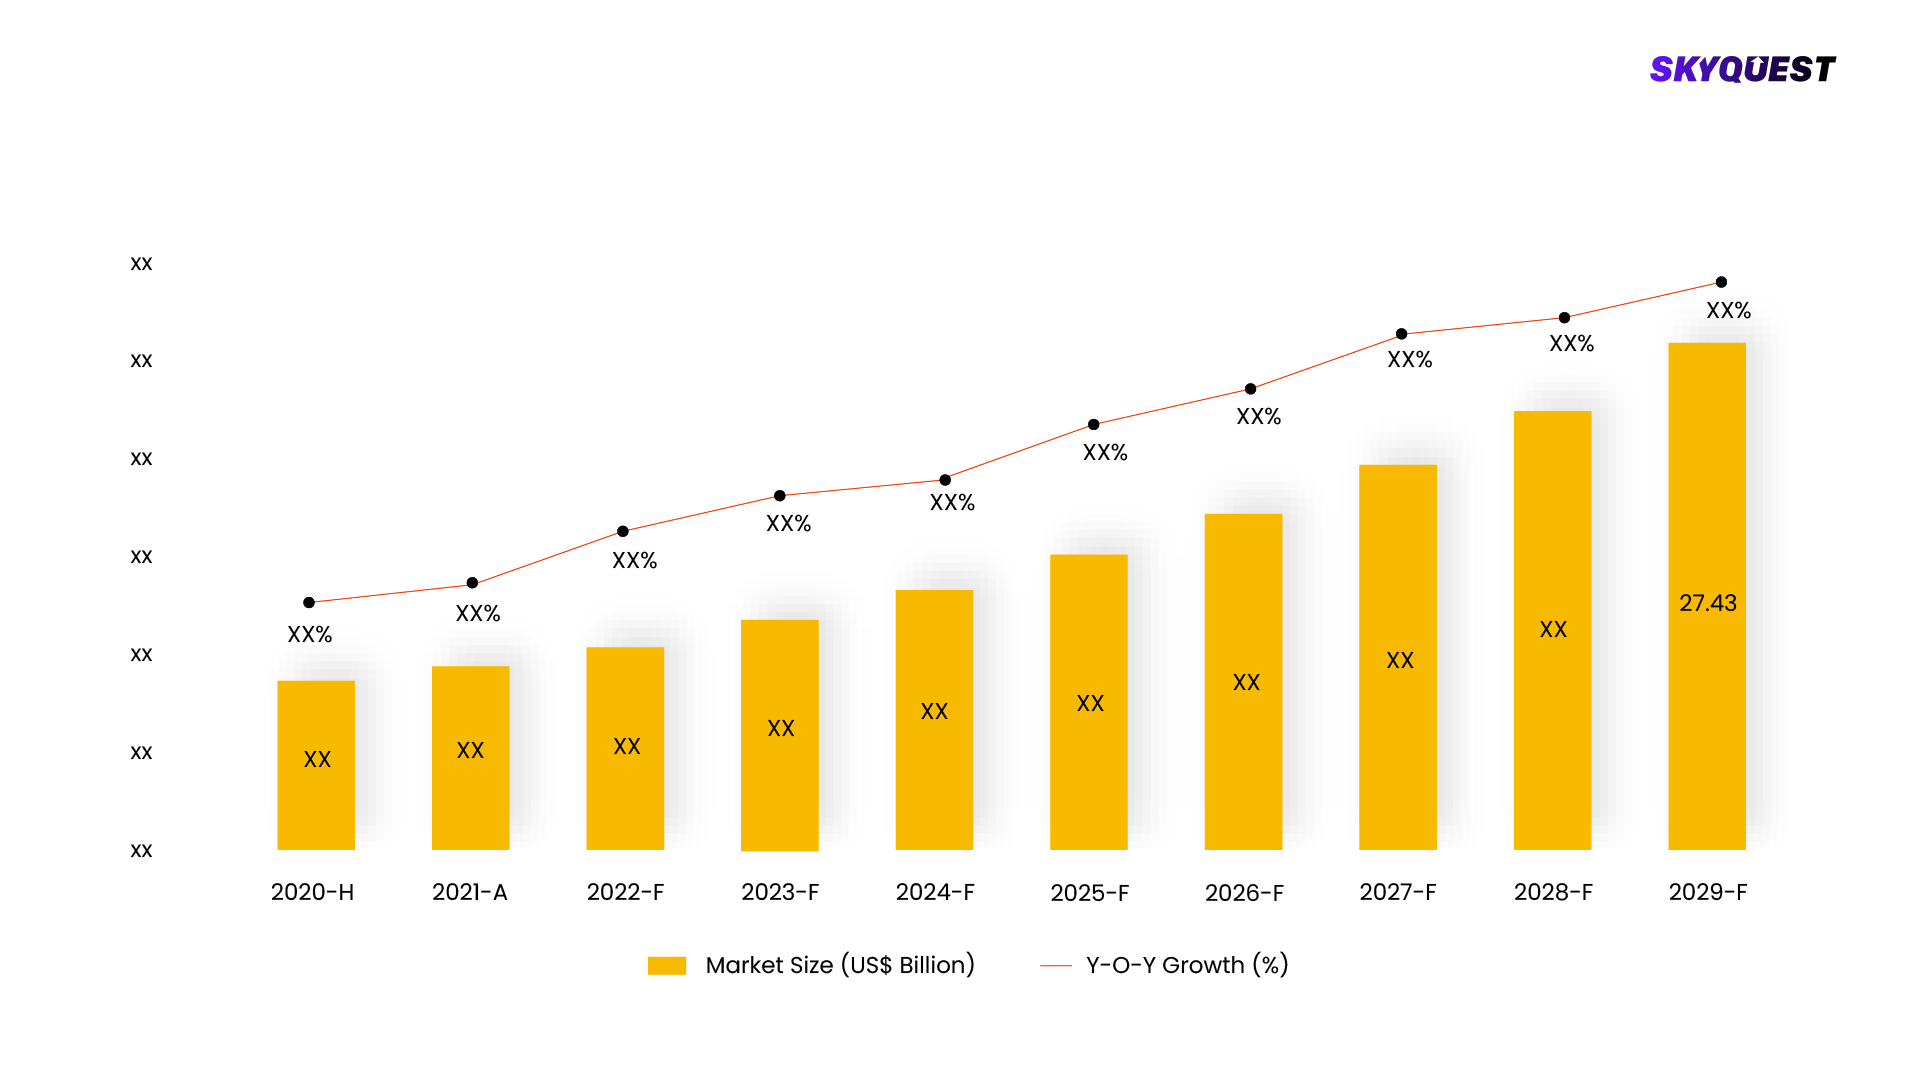 SKYQUEST
XX
XX
XX
XX
XX
XX
XX
XX%
XX%
XX%
XX%
XX%
XX%
XX%
XX%
XX%
XX%
XX
XX
XX
XX
XX
XX
XX
XX
XX
27.43
2020-H
2021-A
2022-F
2023-F
2024-F
2025-F
2026-F
2027-F
2028-F
2029-F
Market Size (US$ Billion)
Y-O-Y Growth (%)